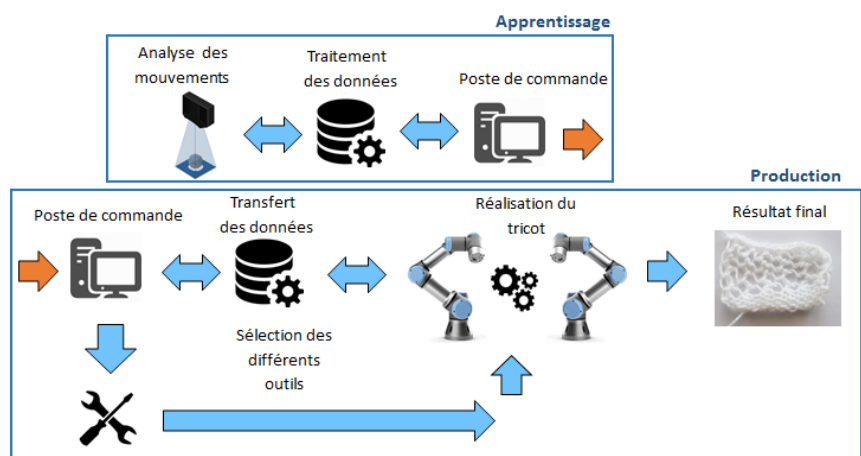 Apprentissage
Analyse des
mouvements
Traitement
des données
Poste de commande
Production
Poste de commande
Transfert
des données
Réalisation du
tricot
Résultat final
Sélection des
différents
outils